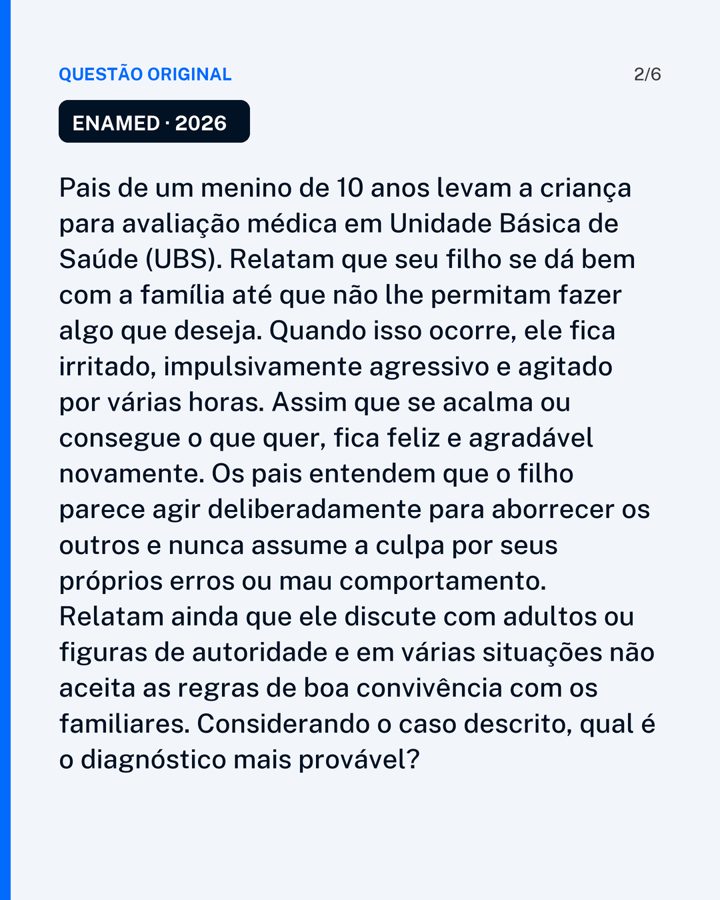 QUESTÃO ORIGINAL
2/6
ENAMED · 2026
Pais de um menino de 10 anos levam a criança
para avaliação médica em Unidade Básica de
Saúde (UBS). Relatam que seu filho se dá bem
com a família até que não lhe permitam fazer
algo que deseja. Quando isso ocorre, ele fica
irritado, impulsivamente agressivo e agitado
por várias horas. Assim que se acalma ou
consegue o que quer, fica feliz e agradável
novamente. Os pais entendem que o filho
parece agir deliberadamente para aborrecer os
outros e nunca assume a culpa por seus
próprios erros ou mau comportamento.
Relatam ainda que ele discute com adultos ou
figuras de autoridade e em várias situações não
aceita as regras de boa convivência com os
familiares. Considerando o caso descrito, qual é
o diagnóstico mais provável?